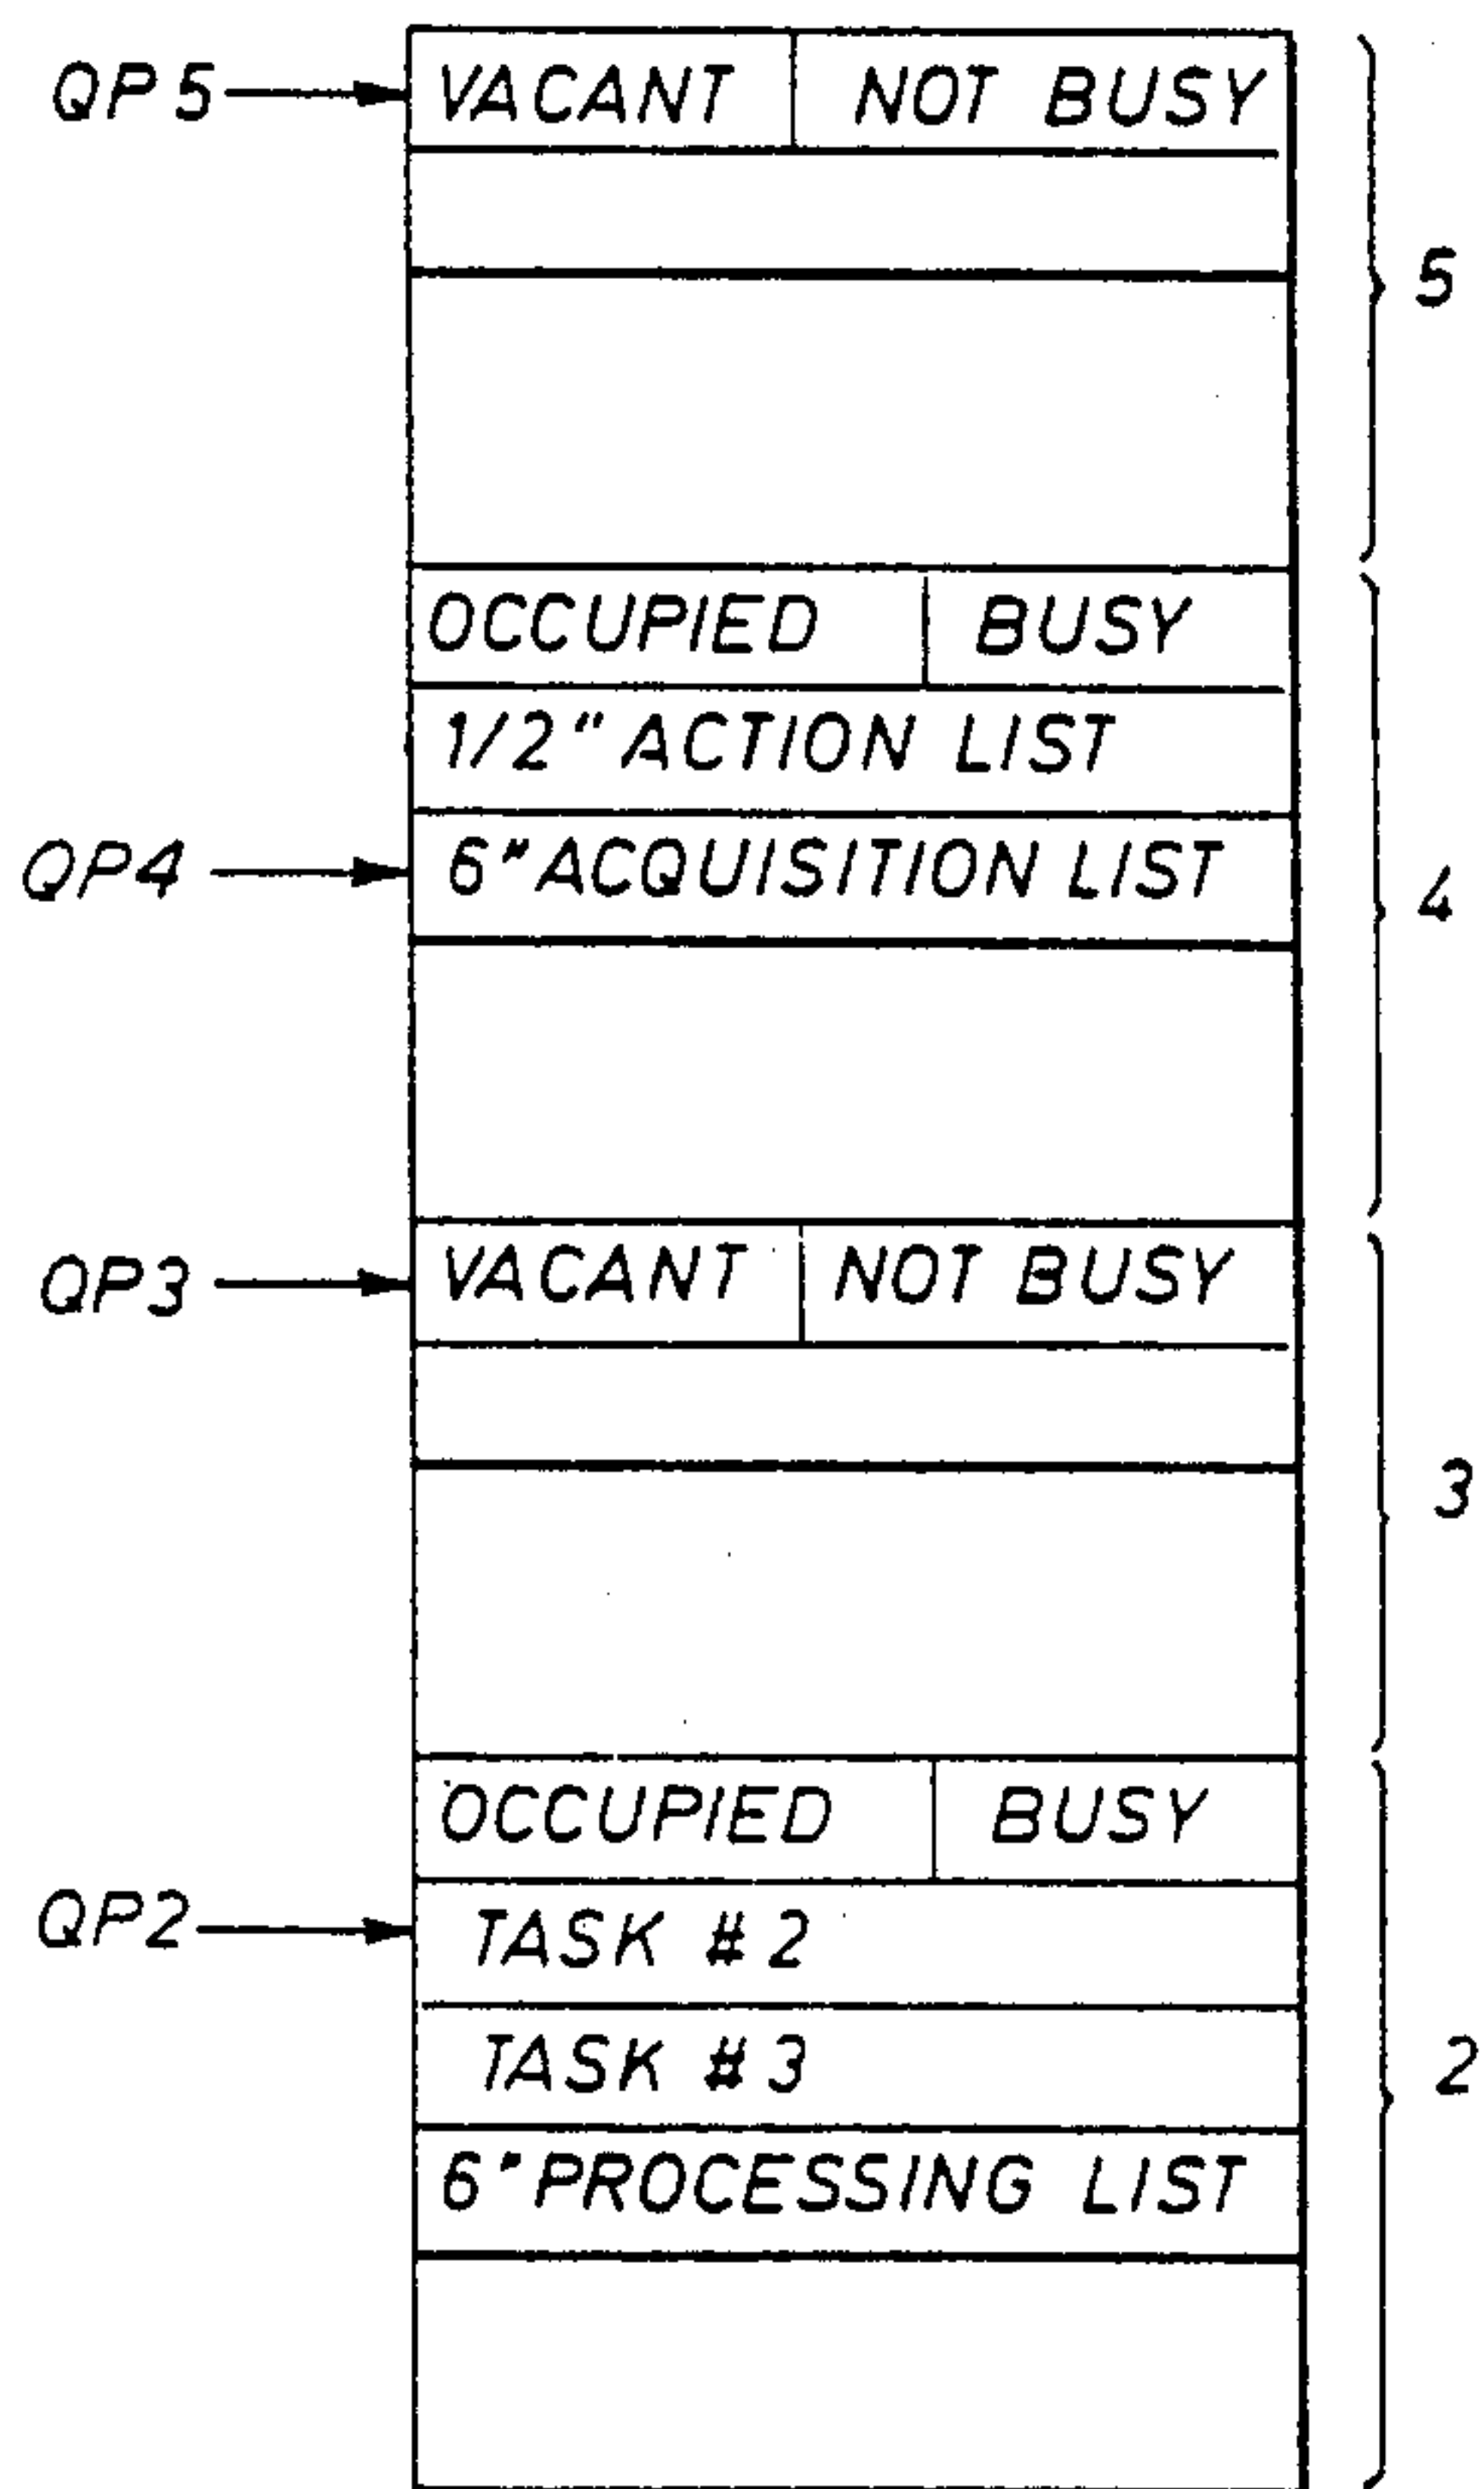 QP5 VACANT NOT BUSY
5
OCCUPIED BUSY
1/2" ACTION LIST
QP4 6" ACQUISITION LIST
4
QP3 VACANT NOT BUSY
3
OCCUPIED BUSY
QP2 TASK #2
TASK #3
2
6" PROCESSING LIST